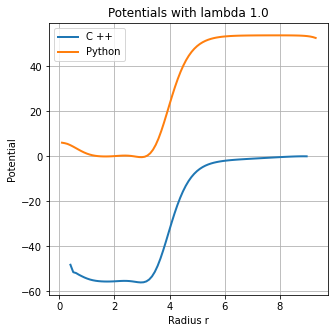 Potentials with lambda 1.0
C ++
Python
40
20
0
−20
−40
−60
Potential
0 2 4 6 8
Radius r